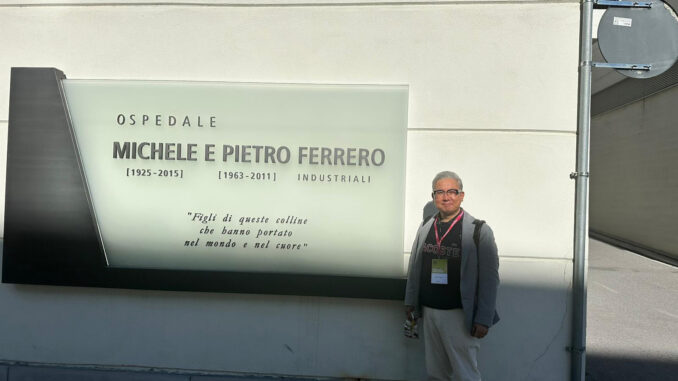 OSPEDALE
MICHELE E PIETRO FERRERO
[1925-2015] [1963-2011] INDUSTRIALI
"Figli di queste colline
che hanno portato
nel mondo e nel cuore"